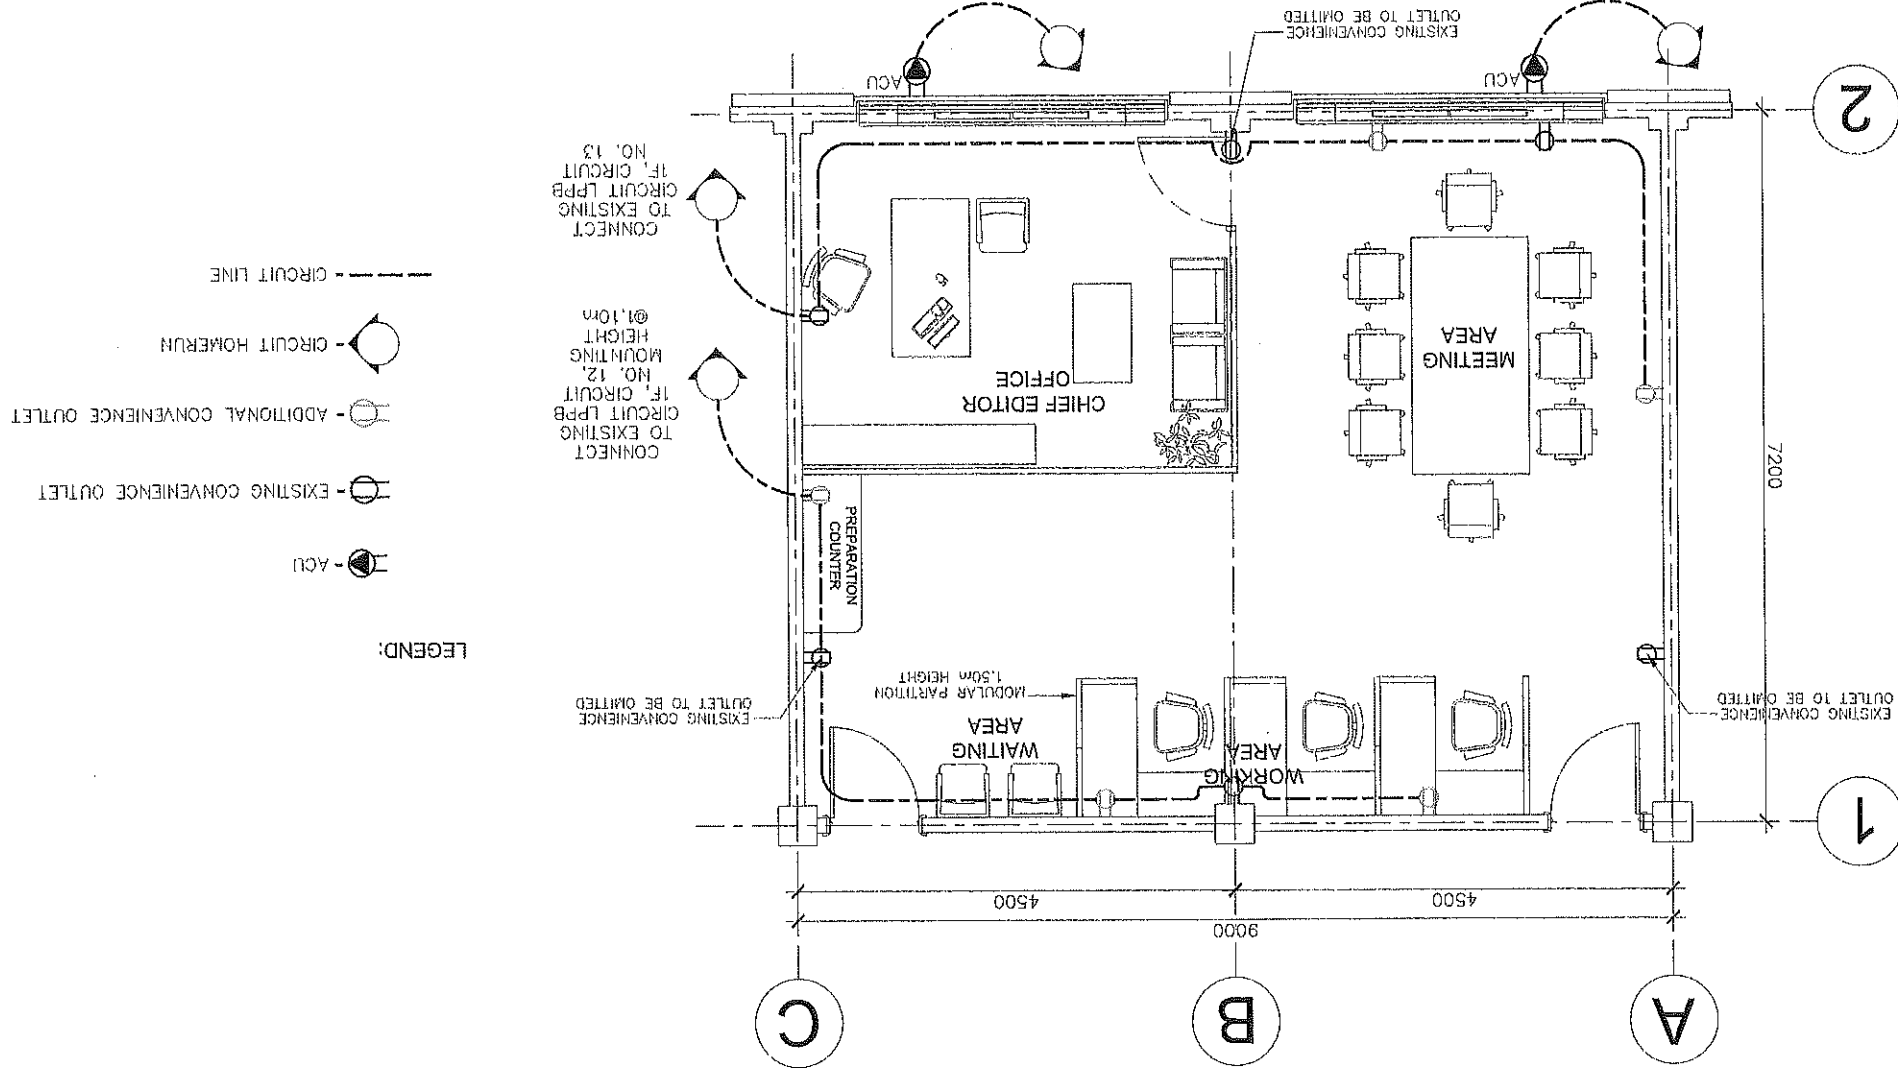 A
B
C
9000
4500
4500
1
2
7200
EXISTING CONVENIENCE
OUTLET TO BE OMITTED
WORKING
AREA
WAITING
AREA
MODULAR PARTITION
1.50m HEIGHT
EXISTING CONVENIENCE
OUTLET TO BE OMITTED
PREPARATION
COUNTER
MEETING
AREA
CHIEF EDITOR
OFFICE
CONNECT
TO EXISTING
CIRCUIT LPPB
1F, CIRCUIT
NO. 12,
MOUNTING
HEIGHT
@1.10m
CONNECT
TO EXISTING
CIRCUIT LPPB
1F, CIRCUIT
NO. 13
ACU
ACU
EXISTING CONVENIENCE
OUTLET TO BE OMITTED
LEGEND:
- ACU
- EXISTING CONVENIENCE OUTLET
- ADDITIONAL CONVENIENCE OUTLET
- CIRCUIT HOMERUN
- CIRCUIT LINE